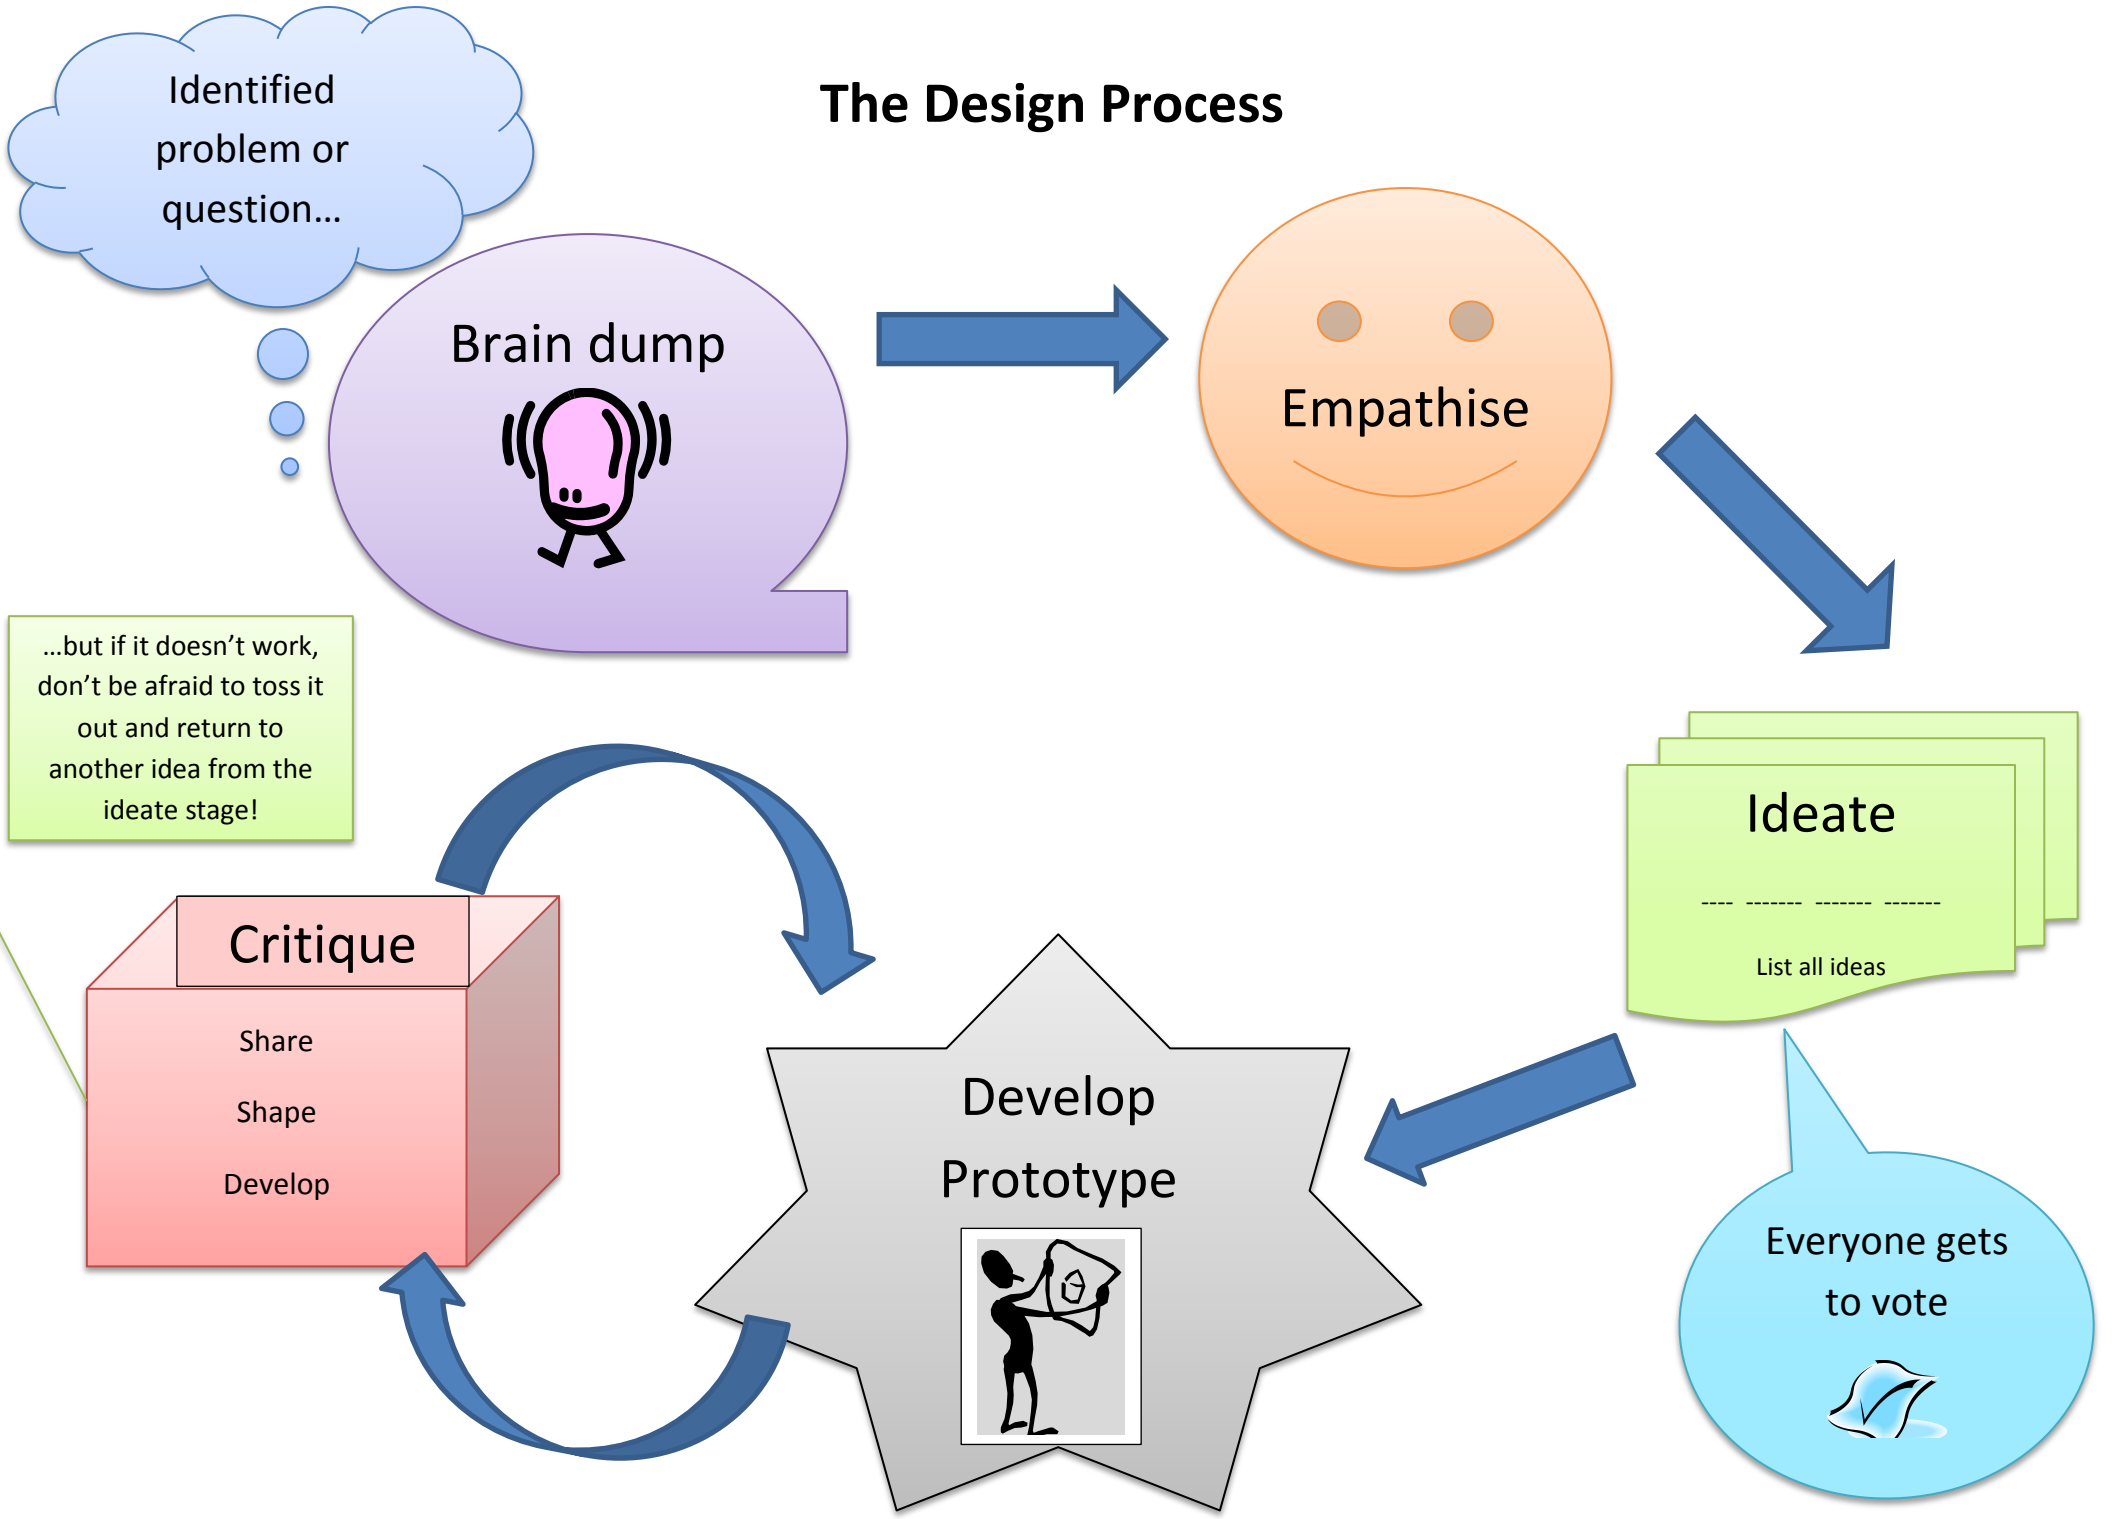 The Design Process
Identified
problem or
question…
Brain dump
Empathise
Ideate
---- ------- ------- -------
List all ideas
Everyone gets
to vote
Develop
Prototype
Critique
Share
Shape
Develop
…but if it doesn’t work,
don’t be afraid to toss it
out and return to
another idea from the
ideate stage!